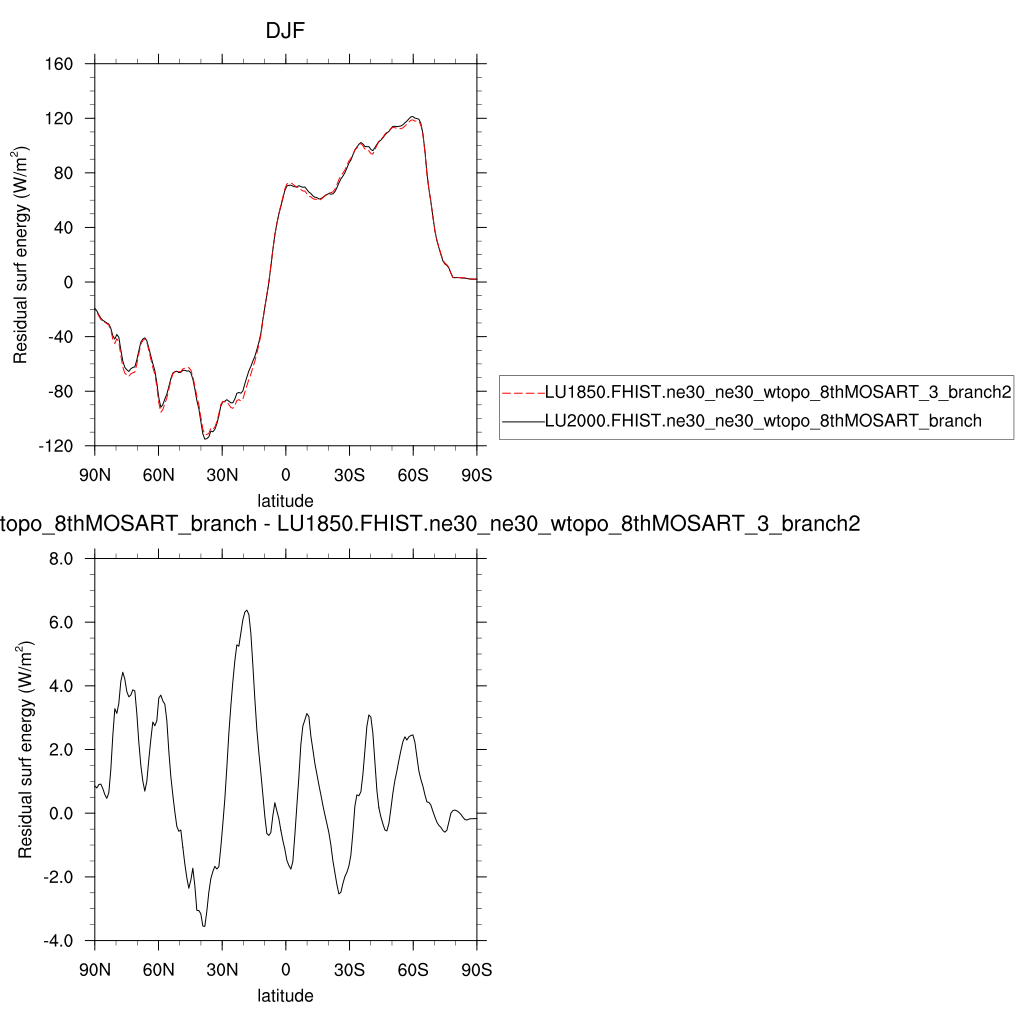 DJF
160
120
80
40
0
-40
-80
-120
Residual surf energy (W/m²)
90N 60N 30N 0 30S 60S 90S
latitude
LU1850.FHIST.ne30_ne30_wtopo_8thMOSART_3_branch2
LU2000.FHIST.ne30_ne30_wtopo_8thMOSART_branch
topo_8thMOSART_branch - LU1850.FHIST.ne30_ne30_wtopo_8thMOSART_3_branch2
8.0
6.0
4.0
2.0
0.0
-2.0
-4.0
Residual surf energy (W/m²)
90N 60N 30N 0 30S 60S 90S
latitude